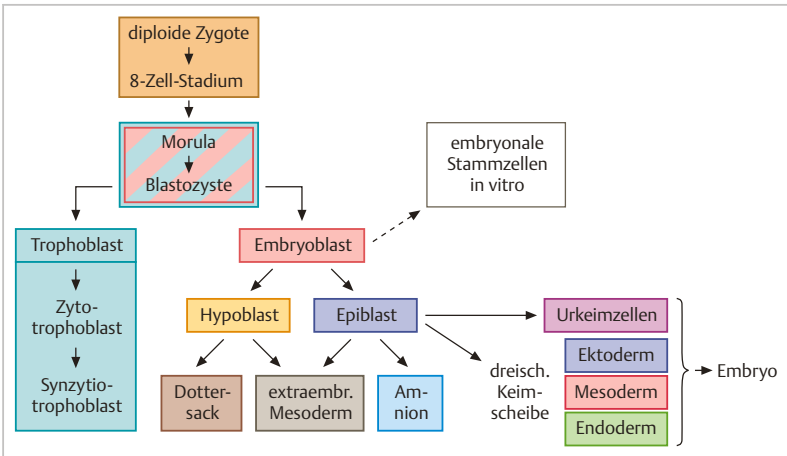 diploide Zygote
8-Zell-Stadium
Morula
Blastozyste
embryonale
Stammzellen
in vitro
Trophoblast
Embryoblast
Zyto-
trophoblast
Synzytio-
trophoblast
Hypoblast
Epiblast
Urkeimzellen
Dotter-
sack
extraembr.
Mesoderm
Am-
nion
dreisch.
Keim-
scheibe
Ektoderm
Mesoderm
Endoderm
Embryo